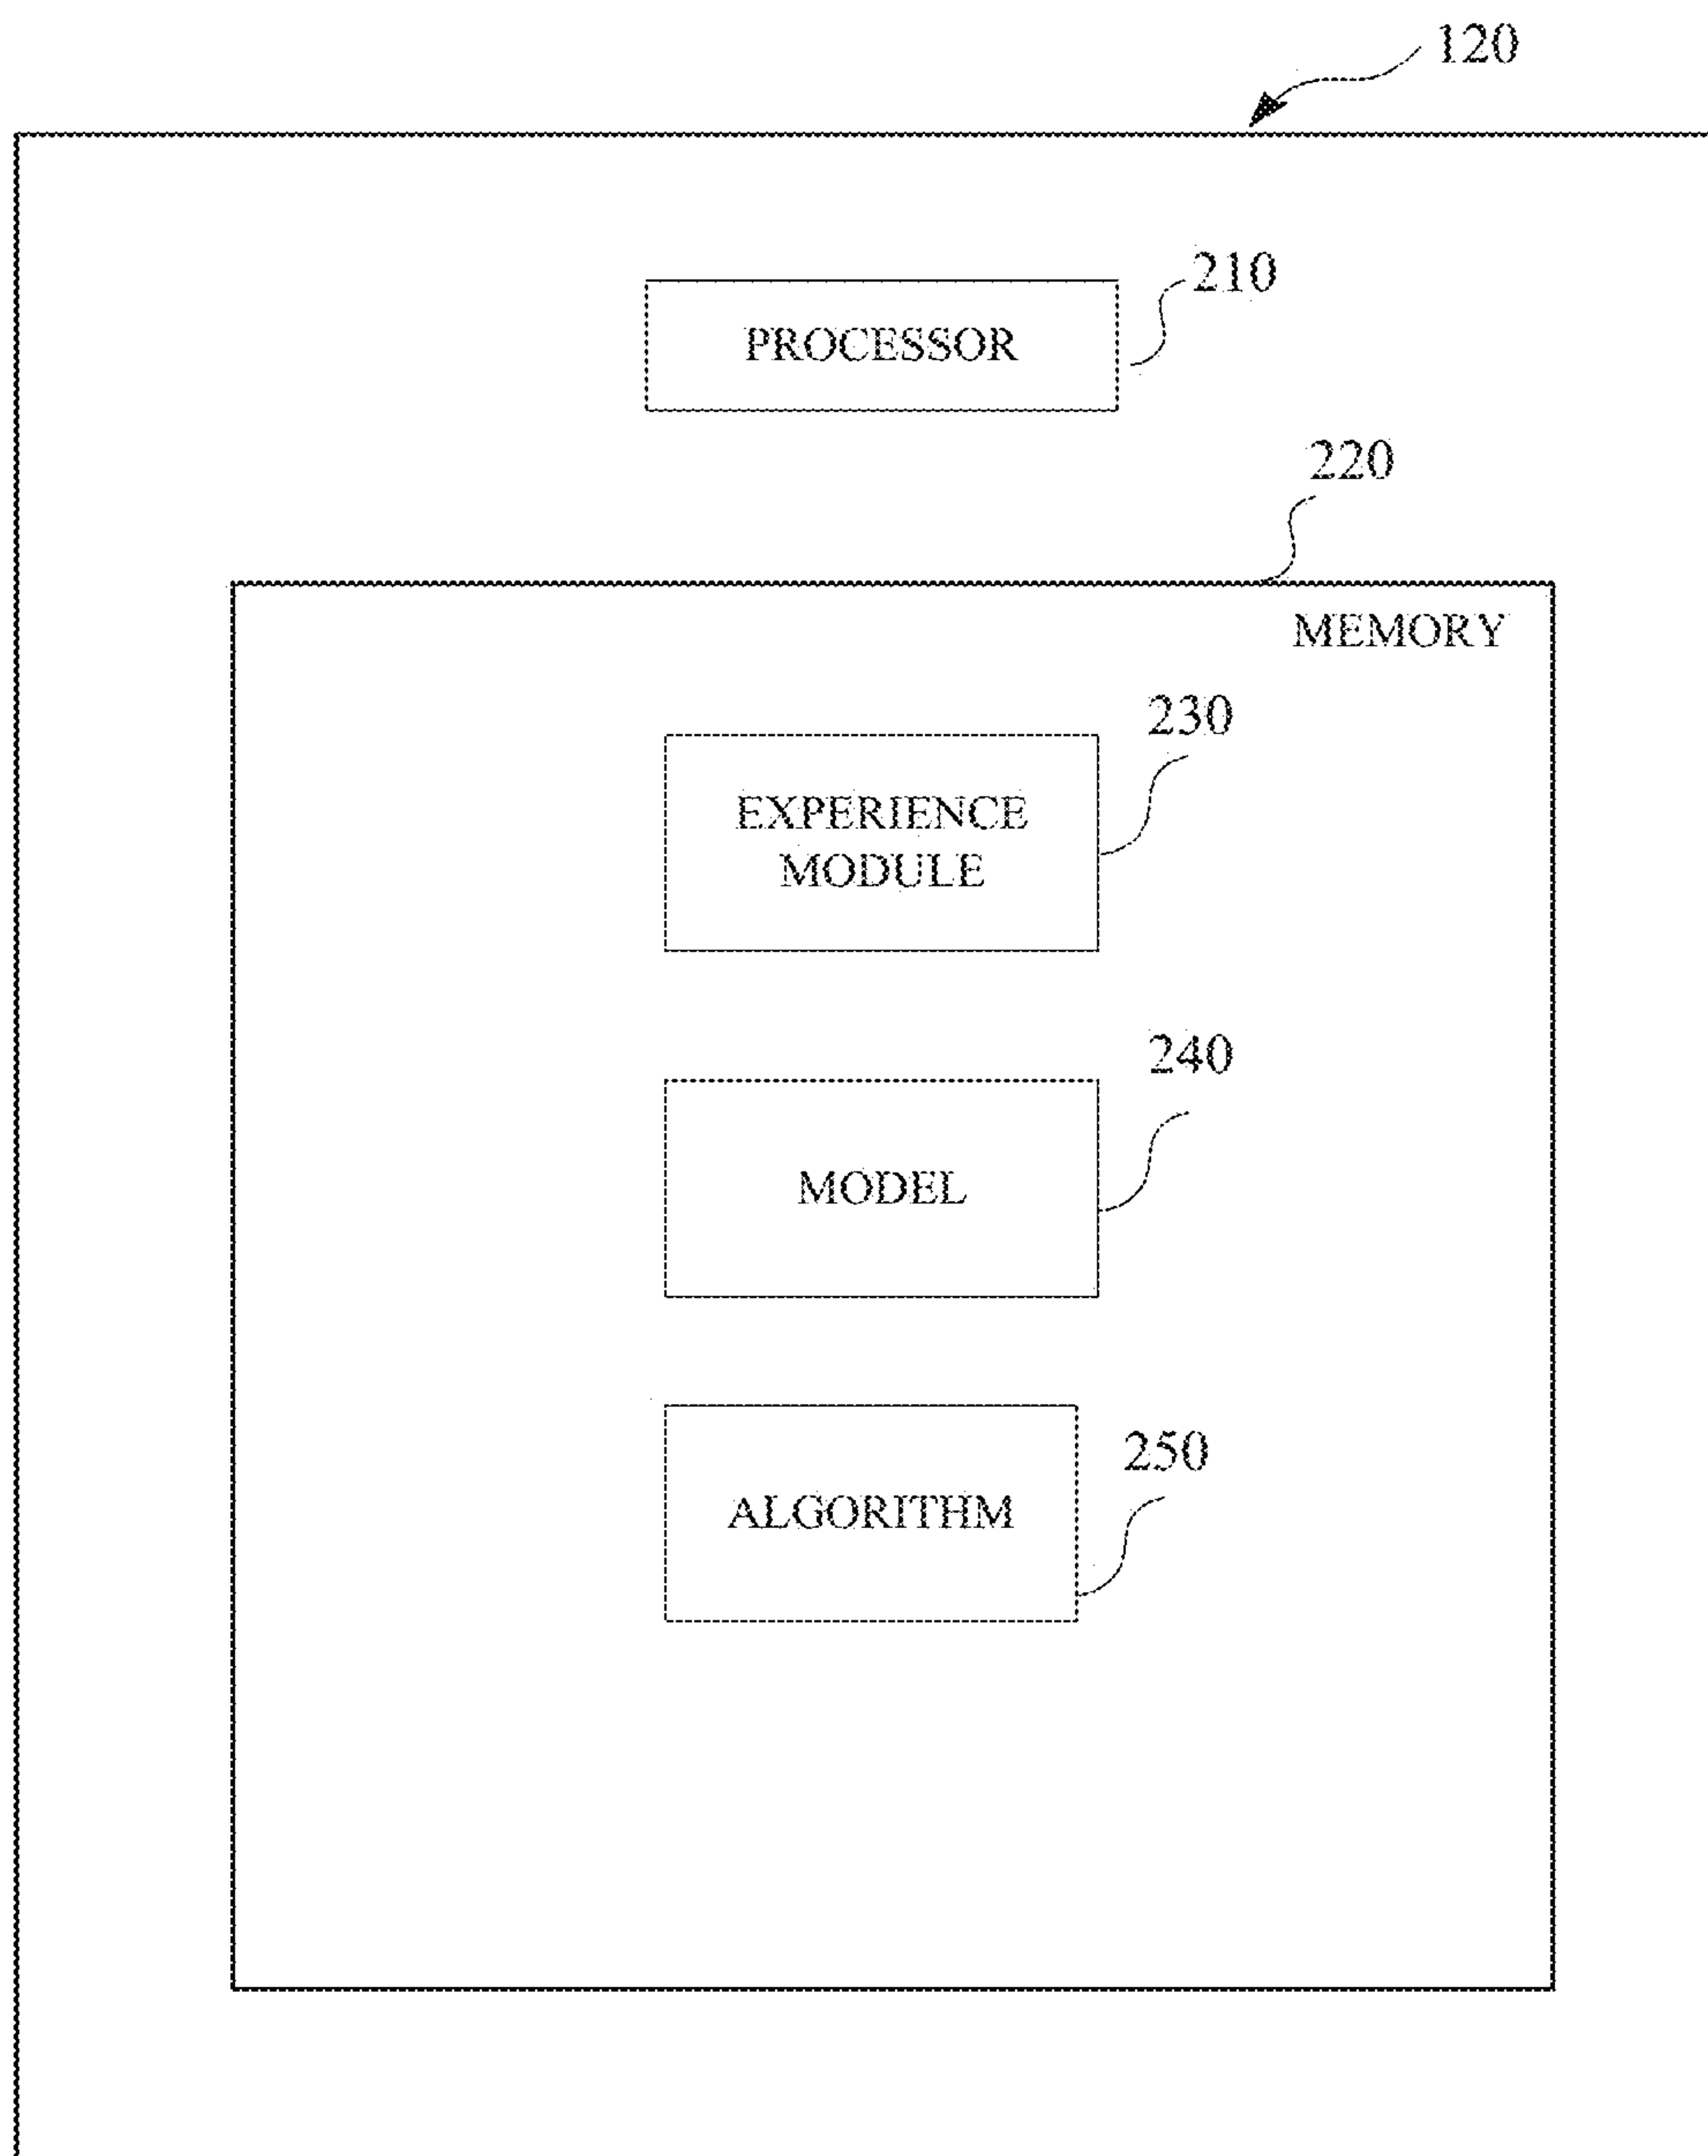 120
210
PROCESSOR
220
MEMORY
230
EXPERIENCE
MODULE
240
MODEL
250
ALGORITHM